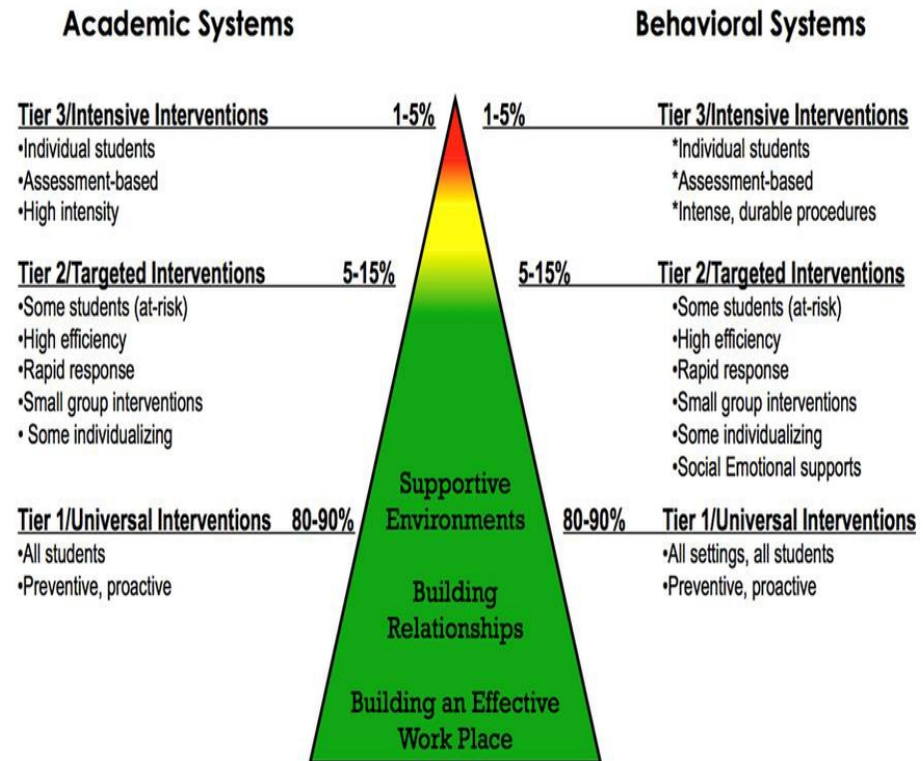 Academic Systems
Behavioral Systems
Tier 3/Intensive Interventions 1-5%
•Individual students
•Assessment-based
•High intensity
1-5% Tier 3/Intensive Interventions
*Individual students
*Assessment-based
*Intense, durable procedures
Tier 2/Targeted Interventions 5-15%
•Some students (at-risk)
•High efficiency
•Rapid response
•Small group interventions
• Some individualizing
5-15% Tier 2/Targeted Interventions
•Some students (at-risk)
•High efficiency
•Rapid response
•Small group interventions
•Some individualizing
•Social Emotional supports
Tier 1/Universal Interventions 80-90%
•All students
•Preventive, proactive
80-90% Tier 1/Universal Interventions
•All settings, all students
•Preventive, proactive
Supportive
Environments
Building
Relationships
Building an Effective
Work Place